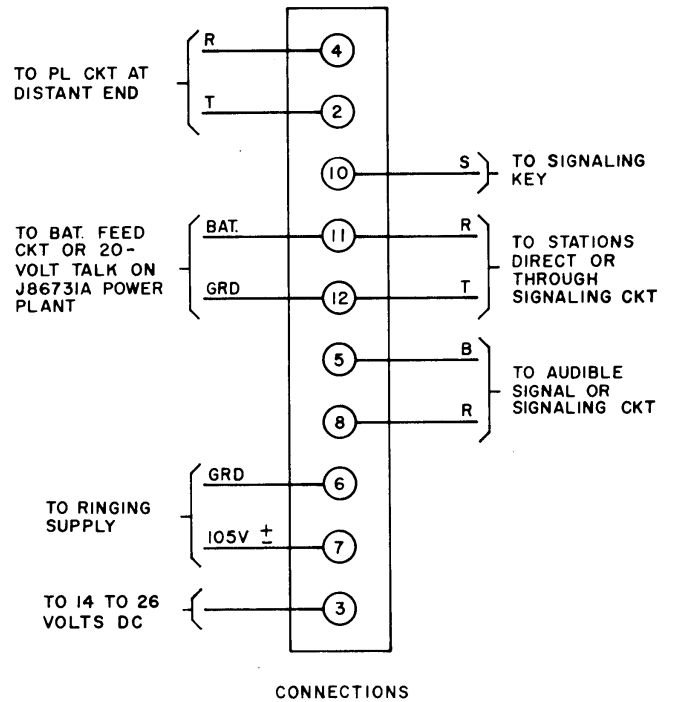 R
4
TO PL CKT AT
DISTANT END
T
2
10
S
TO SIGNALING
KEY
TO BAT. FEED
CKT OR 20-
VOLT TALK ON
J86731A POWER
PLANT
BAT.
11
R
GRD
12
T
TO STATIONS
DIRECT OR
THROUGH
SIGNALING CKT
5
B
8
R
TO AUDIBLE
SIGNAL OR
SIGNALING CKT
TO RINGING
SUPPLY
GRD
6
105V ±
7
TO 14 TO 26
VOLTS DC
3
CONNECTIONS